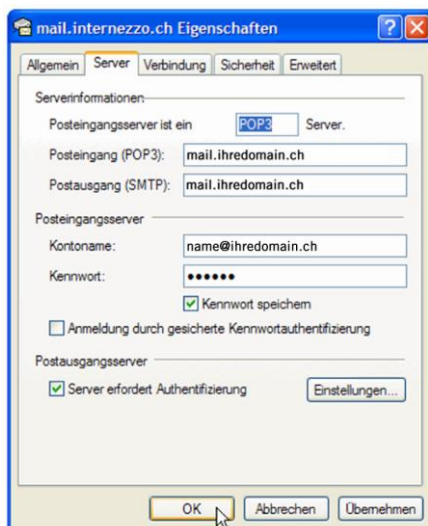 mail.internezzo.ch Eigenschaften
Allgemein Server Verbindung Sicherheit Erweitert
Serverinformationen
Posteingangsserver ist ein POP3 Server.
Posteingang (POP3): mail.ihredomain.ch
Postausgang (SMTP): mail.ihredomain.ch
Posteingangsserver
Kontoname: name@ihredomain.ch
Kennwort: ••••••
Kennwort speichern
Anmeldung durch gesicherte Kennwortauthentifizierung
Postausgangsserver
Server erfordert Authentifizierung Einstellungen...
OK Abbrechen Übernehmen